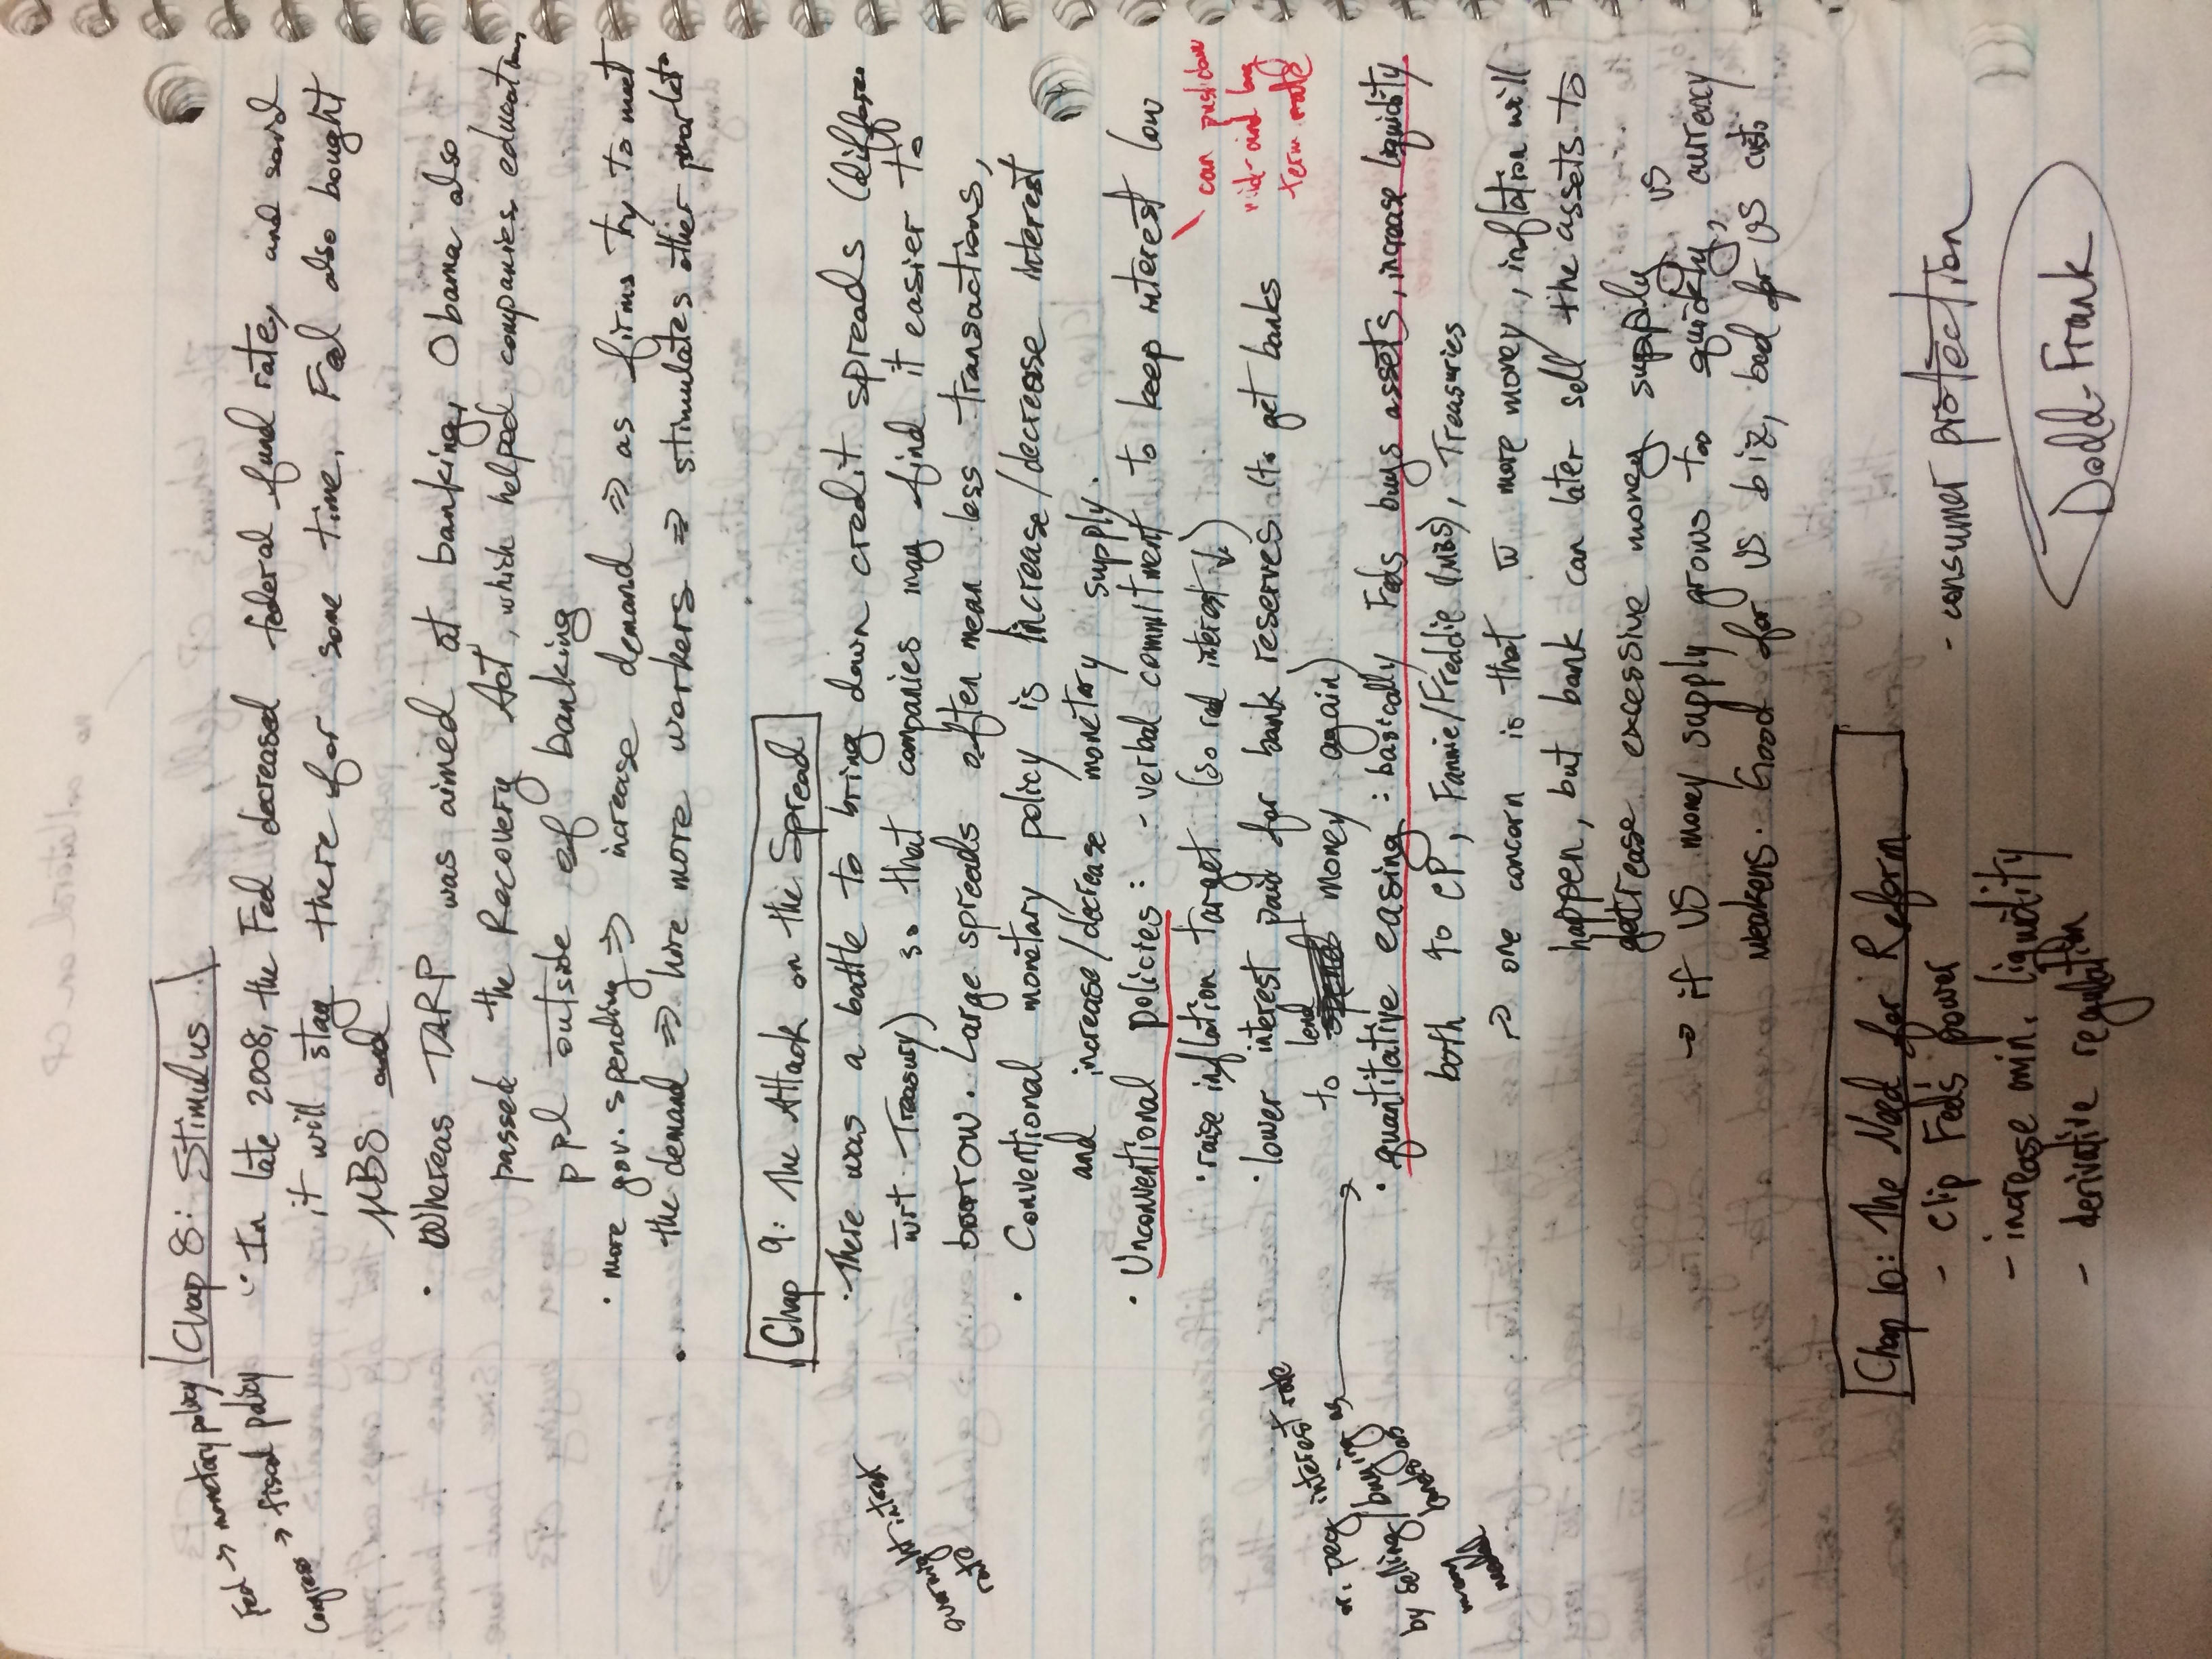 Chap 8: Stimulus
Fed → monetary policy
Congress → fiscal policy
• In late 2008, the Fed decreased federal fund rate, and said
it will stay there for some time. Fed also bought
MBS and
• Whereas TARP was aimed at banking, Obama also
passed the Recovery Act, which helped companies, education,
ppl outside of banking
• more gov. spending ⇒ increase demand ⇒ as firms try to meet
the demand ⇒ hire more workers ⇒ stimulates other market
Chap 9: The Attack on the Spread
• There was a battle to bring down credit spreads (differen
wrt Treasury) so that companies may find it easier to
overnight interest
rate
borrow. Large spreads often mean less transactions,
• Conventional monetary policy is increase/decrease interest
and increase/decrease monetary supply.
• Unconventional policies: - verbal commitment to keep interest low
can push down
mid- and long
term rate
• raise inflation target (so real interest ↓)
• lower interest paid for bank reserves (to get banks
to lend money again)
or, peg interest rate
by selling/buying as
many bonds as
needed
• quantitative easing: basically Feds buys assets, increase liquidity
both to CP, Fannie/Freddie (MBS), Treasuries
→ one concern is that w more money, inflation will
happen, but bank can later sell the assets to
decrease excessive money supply
→ if US money supply grows too quickly, US currency
weakens. Good for US biz, bad for US
Chap 10: The Need for Reform
- Clip Fed's power
- consumer protection
- increase min. liquidity
- derivative regulation
Dodd-Frank